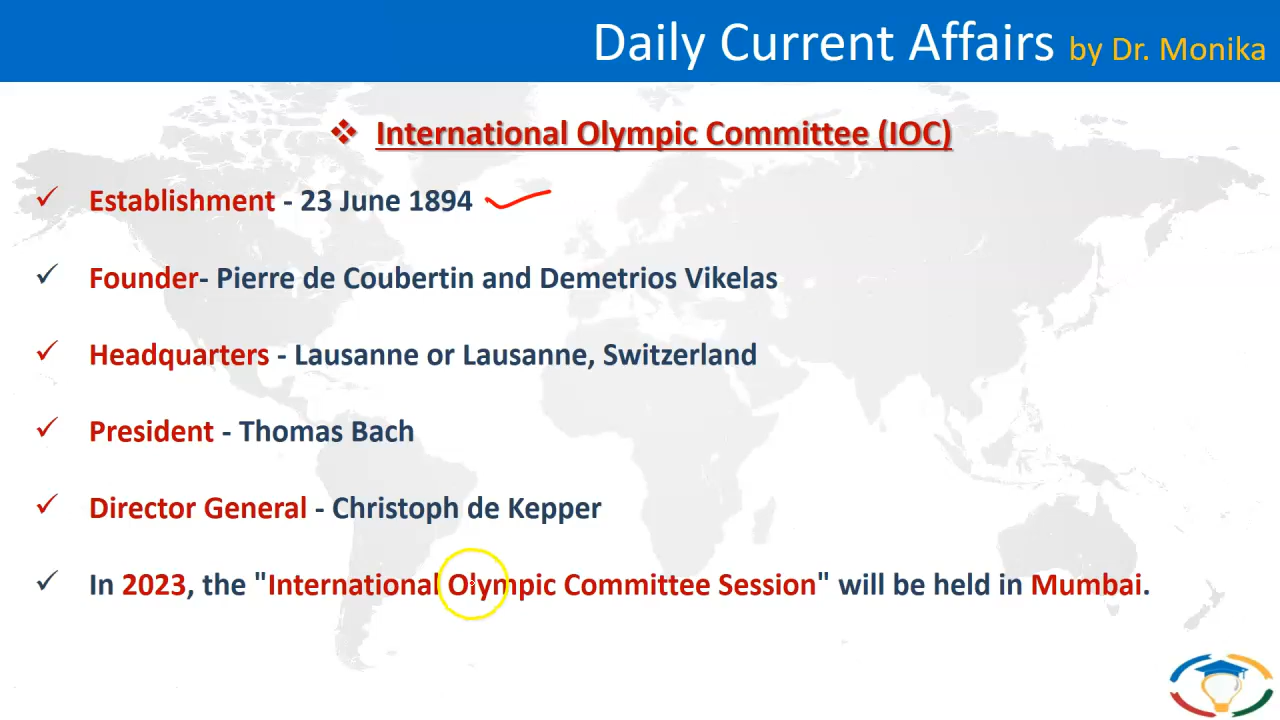 Daily Current Affairs by Dr. Monika
International Olympic Committee (IOC)
Establishment - 23 June 1894
Founder- Pierre de Coubertin and Demetrios Vikelas
Headquarters - Lausanne or Lausanne, Switzerland
President - Thomas Bach
Director General - Christoph de Kepper
In 2023, the "International Olympic Committee Session" will be held in Mumbai.